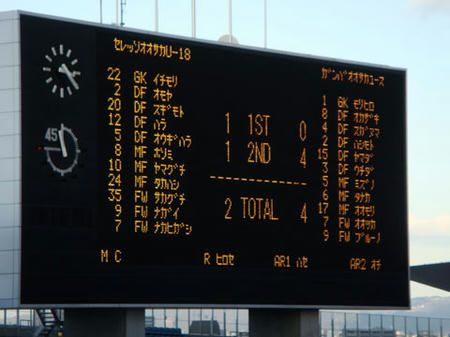 セレッソオオサカU-18
22 GK イチモリ
2 DF オモヤ
20 DF スギモト
12 DF ハラ
5 DF オウギハラ
8 MF ホリミ
10 MF ヤマグチ
24 MF タカハシ
35 FW サカグチ
9 FW ナガイ
7 FW ナカヒガシ
1 1ST 0
1 2ND 4
2 TOTAL 4
ガンバオオサカユース
1 GK モリヒロ
8 DF オカザキ
4 DF スガヌマ
2 DF ハシモト
15 DF ヤマダ
3 DF ウチダ
5 MF ミズノ
6 MF タナカ
17 MF オオモリ
7 FW オオサカ
9 FW ブルーノ
M C R ヒロセ AR1 ハセ AR2 オチ
45